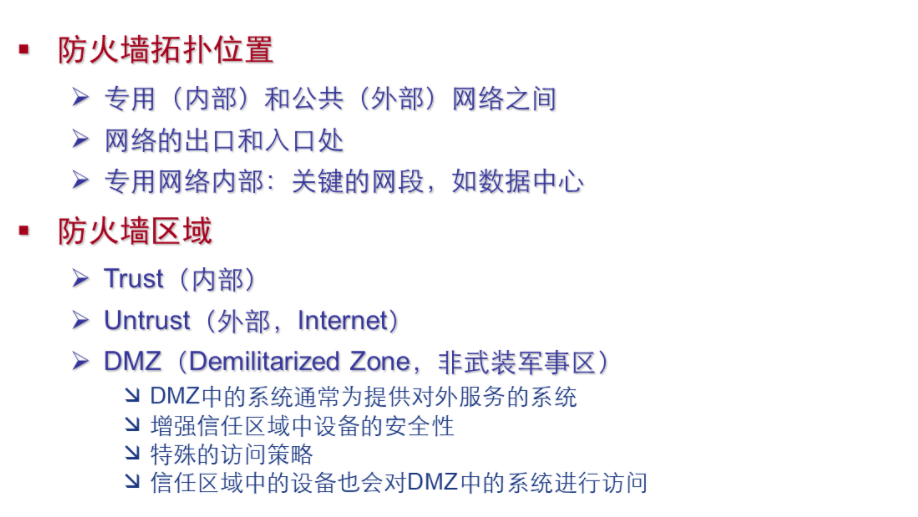 防火墙拓扑位置
专用（内部）和公共（外部）网络之间
网络的出口和入口处
专用网络内部：关键的网段，如数据中心
防火墙区域
Trust（内部）
Untrust（外部，Internet）
DMZ（Demilitarized Zone，非武装军事区）
DMZ中的系统通常为提供对外服务的系统
增强信任区域中设备的安全性
特殊的访问策略
信任区域中的设备也会对DMZ中的系统进行访问